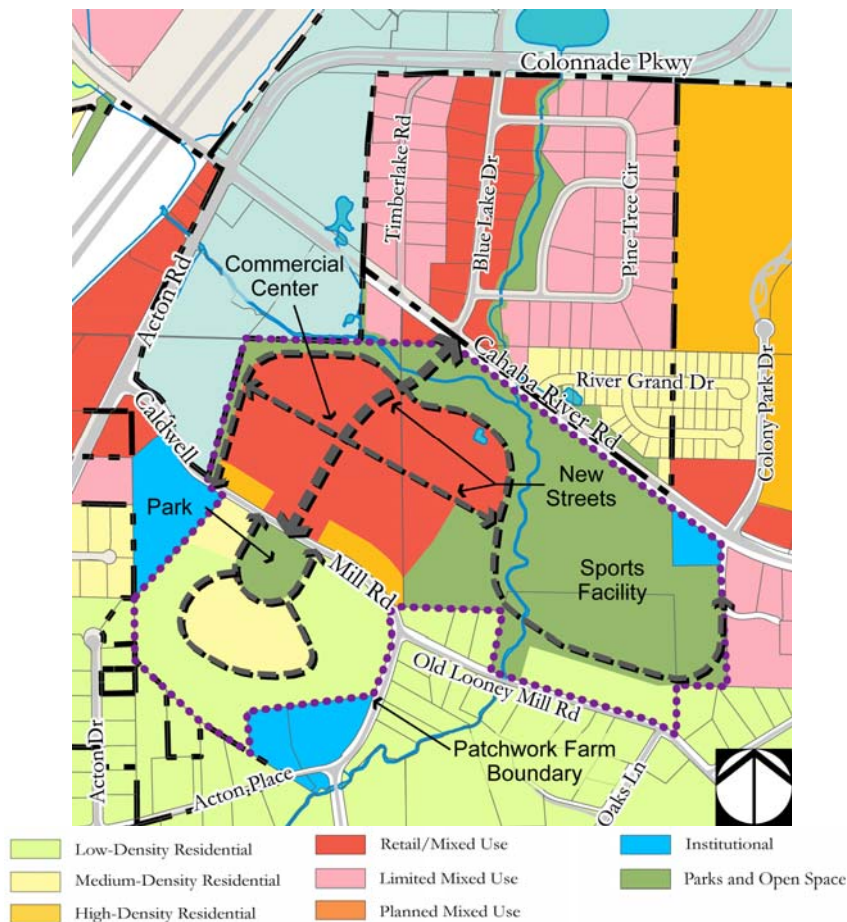 Colonnade Pkwy
Timberlake Rd
Blue Lake Dr
Pine Tree Cir
Acton Rd
Commercial
Center
Cahaba River Rd
River Grand Dr
Colony Park Dr
Caldwell
Mill Rd
Park
New
Streets
Sports
Facility
Old Looney Mill Rd
Patchwork Farm
Boundary
Acton Dr
Acton Place
Oaks Ln
Low-Density Residential
Medium-Density Residential
High-Density Residential
Retail/Mixed Use
Limited Mixed Use
Planned Mixed Use
Institutional
Parks and Open Space